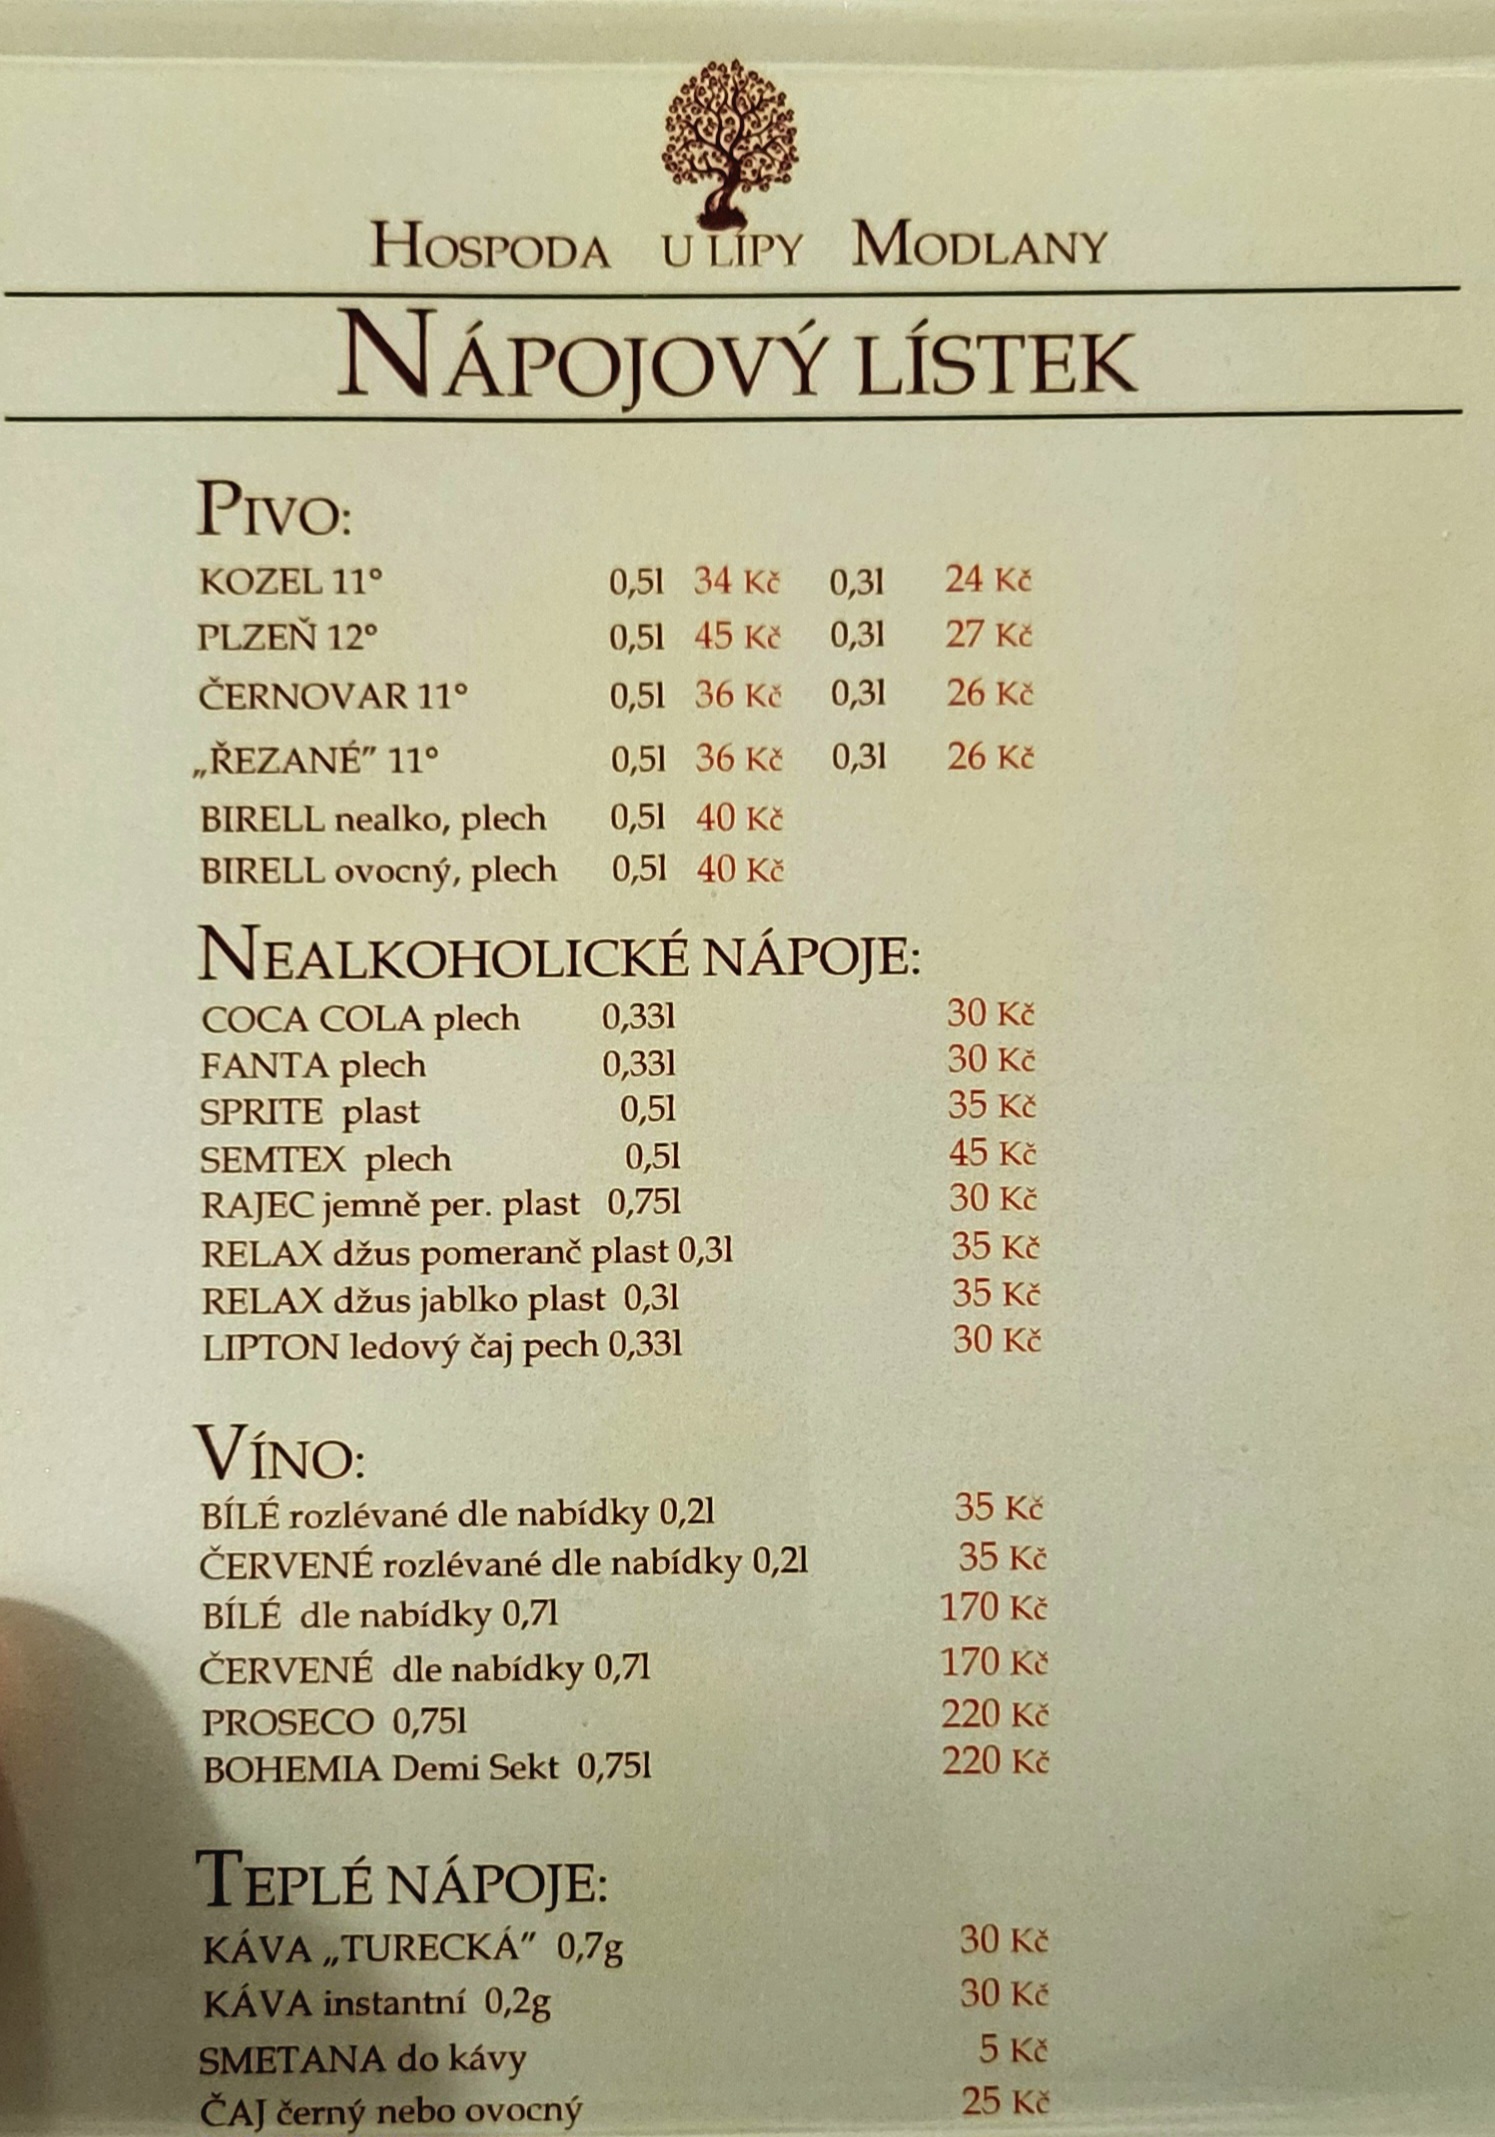 Hospoda u Lípy Modlany
Nápojový lístek
Pivo:
KOZEL 11° 0,5l 34 Kč 0,3l 24 Kč
PLZEŇ 12° 0,5l 45 Kč 0,3l 27 Kč
ČERNOVAR 11° 0,5l 36 Kč 0,3l 26 Kč
„ŘEZANÉ” 11° 0,5l 36 Kč 0,3l 26 Kč
BIRELL nealko, plech 0,5l 40 Kč
BIRELL ovocný, plech 0,5l 40 Kč
Nealkoholické nápoje:
COCA COLA plech 0,33l 30 Kč
FANTA plech 0,33l 30 Kč
SPRITE plast 0,5l 35 Kč
SEMTEX plech 0,5l 45 Kč
RAJEC jemně per. plast 0,75l 30 Kč
RELAX džus pomeranč plast 0,3l 35 Kč
RELAX džus jablko plast 0,3l 35 Kč
LIPTON ledový čaj pech 0,33l 30 Kč
Víno:
BÍLÉ rozlévané dle nabídky 0,2l 35 Kč
ČERVENÉ rozlévané dle nabídky 0,2l 35 Kč
BÍLÉ dle nabídky 0,7l 170 Kč
ČERVENÉ dle nabídky 0,7l 170 Kč
PROSECO 0,75l 220 Kč
BOHEMIA Demi Sekt 0,75l 220 Kč
Teplé nápoje:
KÁVA „TURECKÁ” 0,7g 30 Kč
KÁVA instantní 0,2g 30 Kč
SMETANA do kávy 5 Kč
ČAJ černý nebo ovocný 25 Kč